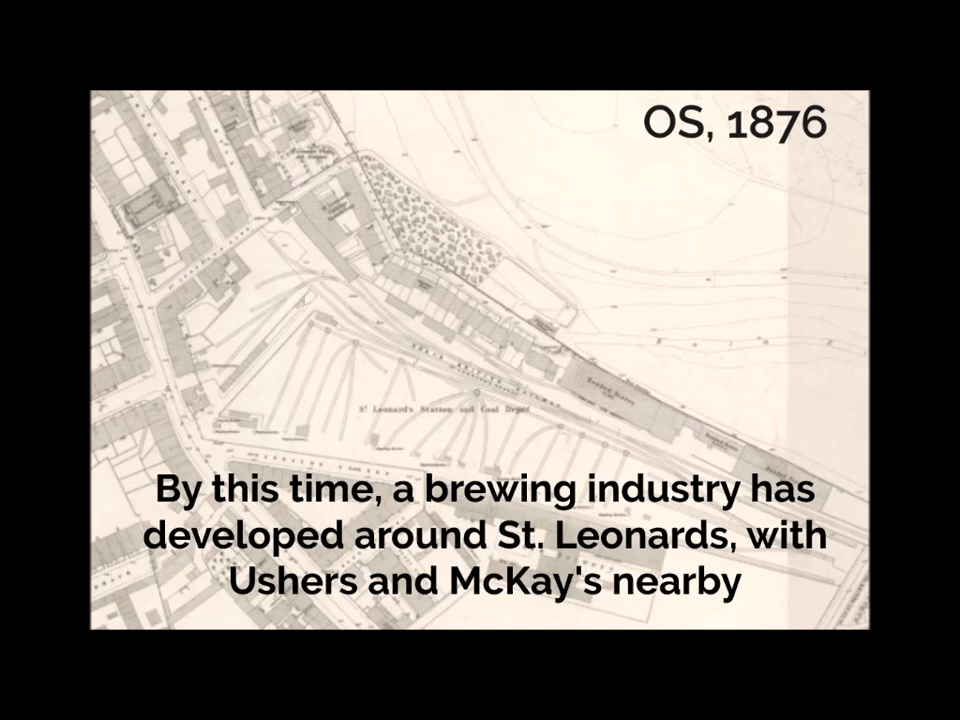 OS, 1876
St Leonard's Station and Coal Depôt
By this time, a brewing industry has
developed around St. Leonards, with
Ushers and McKay's nearby